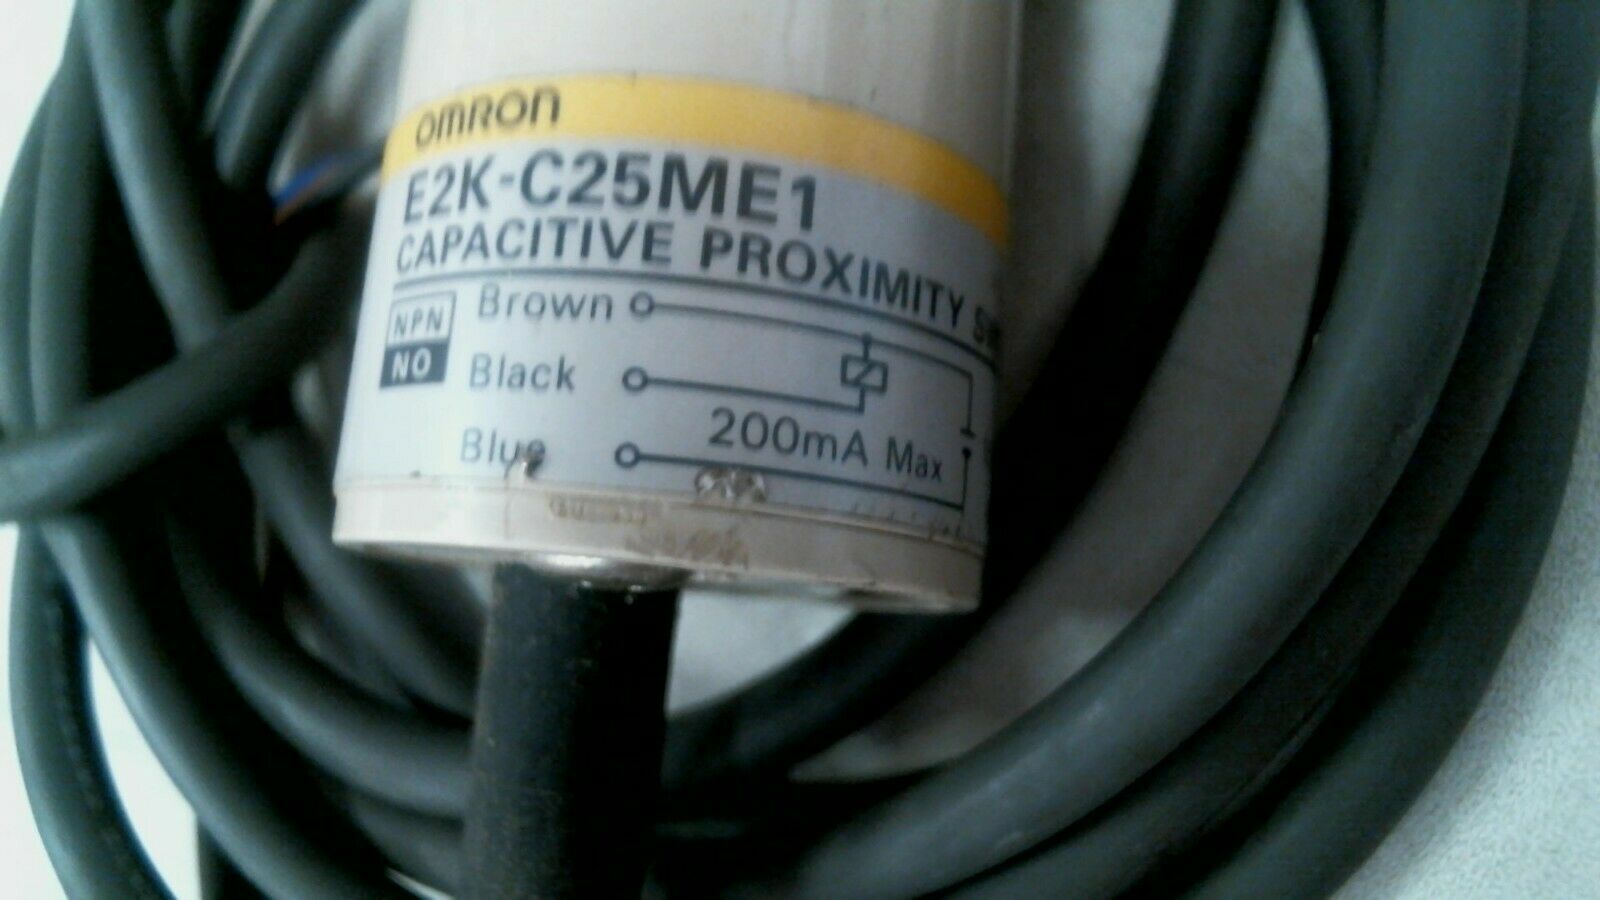 OMRON
E2K-C25ME1
CAPACITIVE PROXIMITY
NPN
NO
Brown
Black
Blue
200mA Max